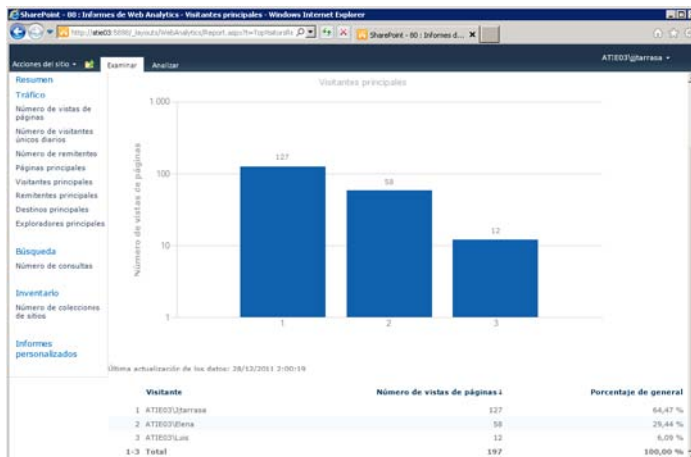 SharePoint - 80 : Informes de Web Analytics - Visitantes principales - Windows Internet Explorer
SharePoint - 80 : Informes d...
Acciones del sitio
Examinar
Analizar
Resumen
Tráfico
Número de vistas de
páginas
Número de visitantes
únicos diarios
Número de remitentes
Páginas principales
Visitantes principales
Remitentes principales
Destinos principales
Exploradores principales
Búsqueda
Número de consultas
Inventario
Número de colecciones
de sitios
Informes
personalizados
Visitantes principales
Número de vistas de páginas
1.000
100
10
1
127
58
12
1 2 3
Última actualización de los datos: 28/12/2011 2:00:19
Visitante Número de vistas de páginas↓ Porcentaje de general
1 127 64,47 %
2 ATIE03\Elena 58 29,44 %
3 ATIE03\Luis 12 6,09 %
1-3 Total 197 100,00 %